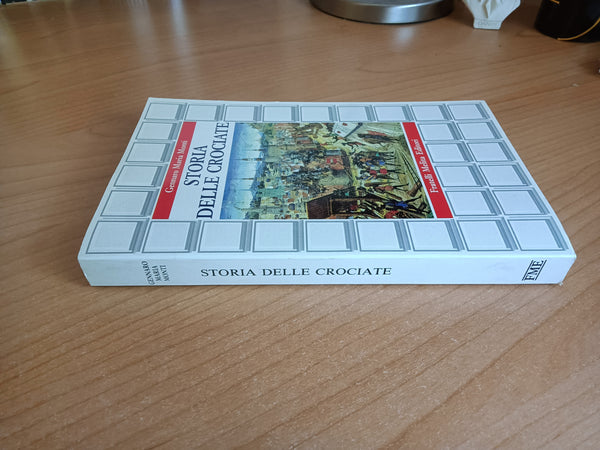 Gennaro Maria Monti
STORIA
DELLE CROCIATE
Fratelli Melita Editori
GENNARO
MARIA
MONTI
STORIA DELLE CROCIATE
FME